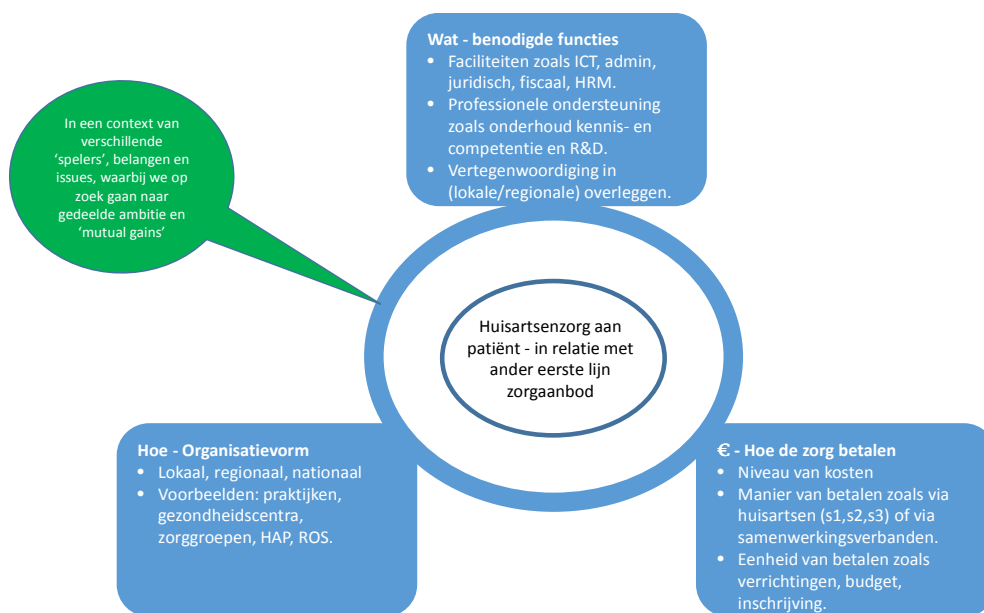 Wat - benodigde functies
• Faciliteiten zoals ICT, admin,
juridisch, fiscaal, HRM.
• Professionele ondersteuning
zoals onderhoud kennis- en
competentie en R&D.
• Vertegenwoordiging in
(lokale/regionale) overleggen.
In een context van
verschillende
‘spelers’, belangen en
issues, waarbij we op
zoek gaan naar
gedeelde ambitie en
‘mutual gains’
Huisartsenzorg aan
patiënt - in relatie met
ander eerste lijn
zorgaanbod
Hoe - Organisatievorm
• Lokaal, regionaal, nationaal
• Voorbeelden: praktijken,
gezondheidscentra,
zorggroepen, HAP, ROS.
€ - Hoe de zorg betalen
• Niveau van kosten
• Manier van betalen zoals via
huisartsen (s1,s2,s3) of via
samenwerkingsverbanden.
• Eenheid van betalen zoals
verrichtingen, budget,
inschrijving.